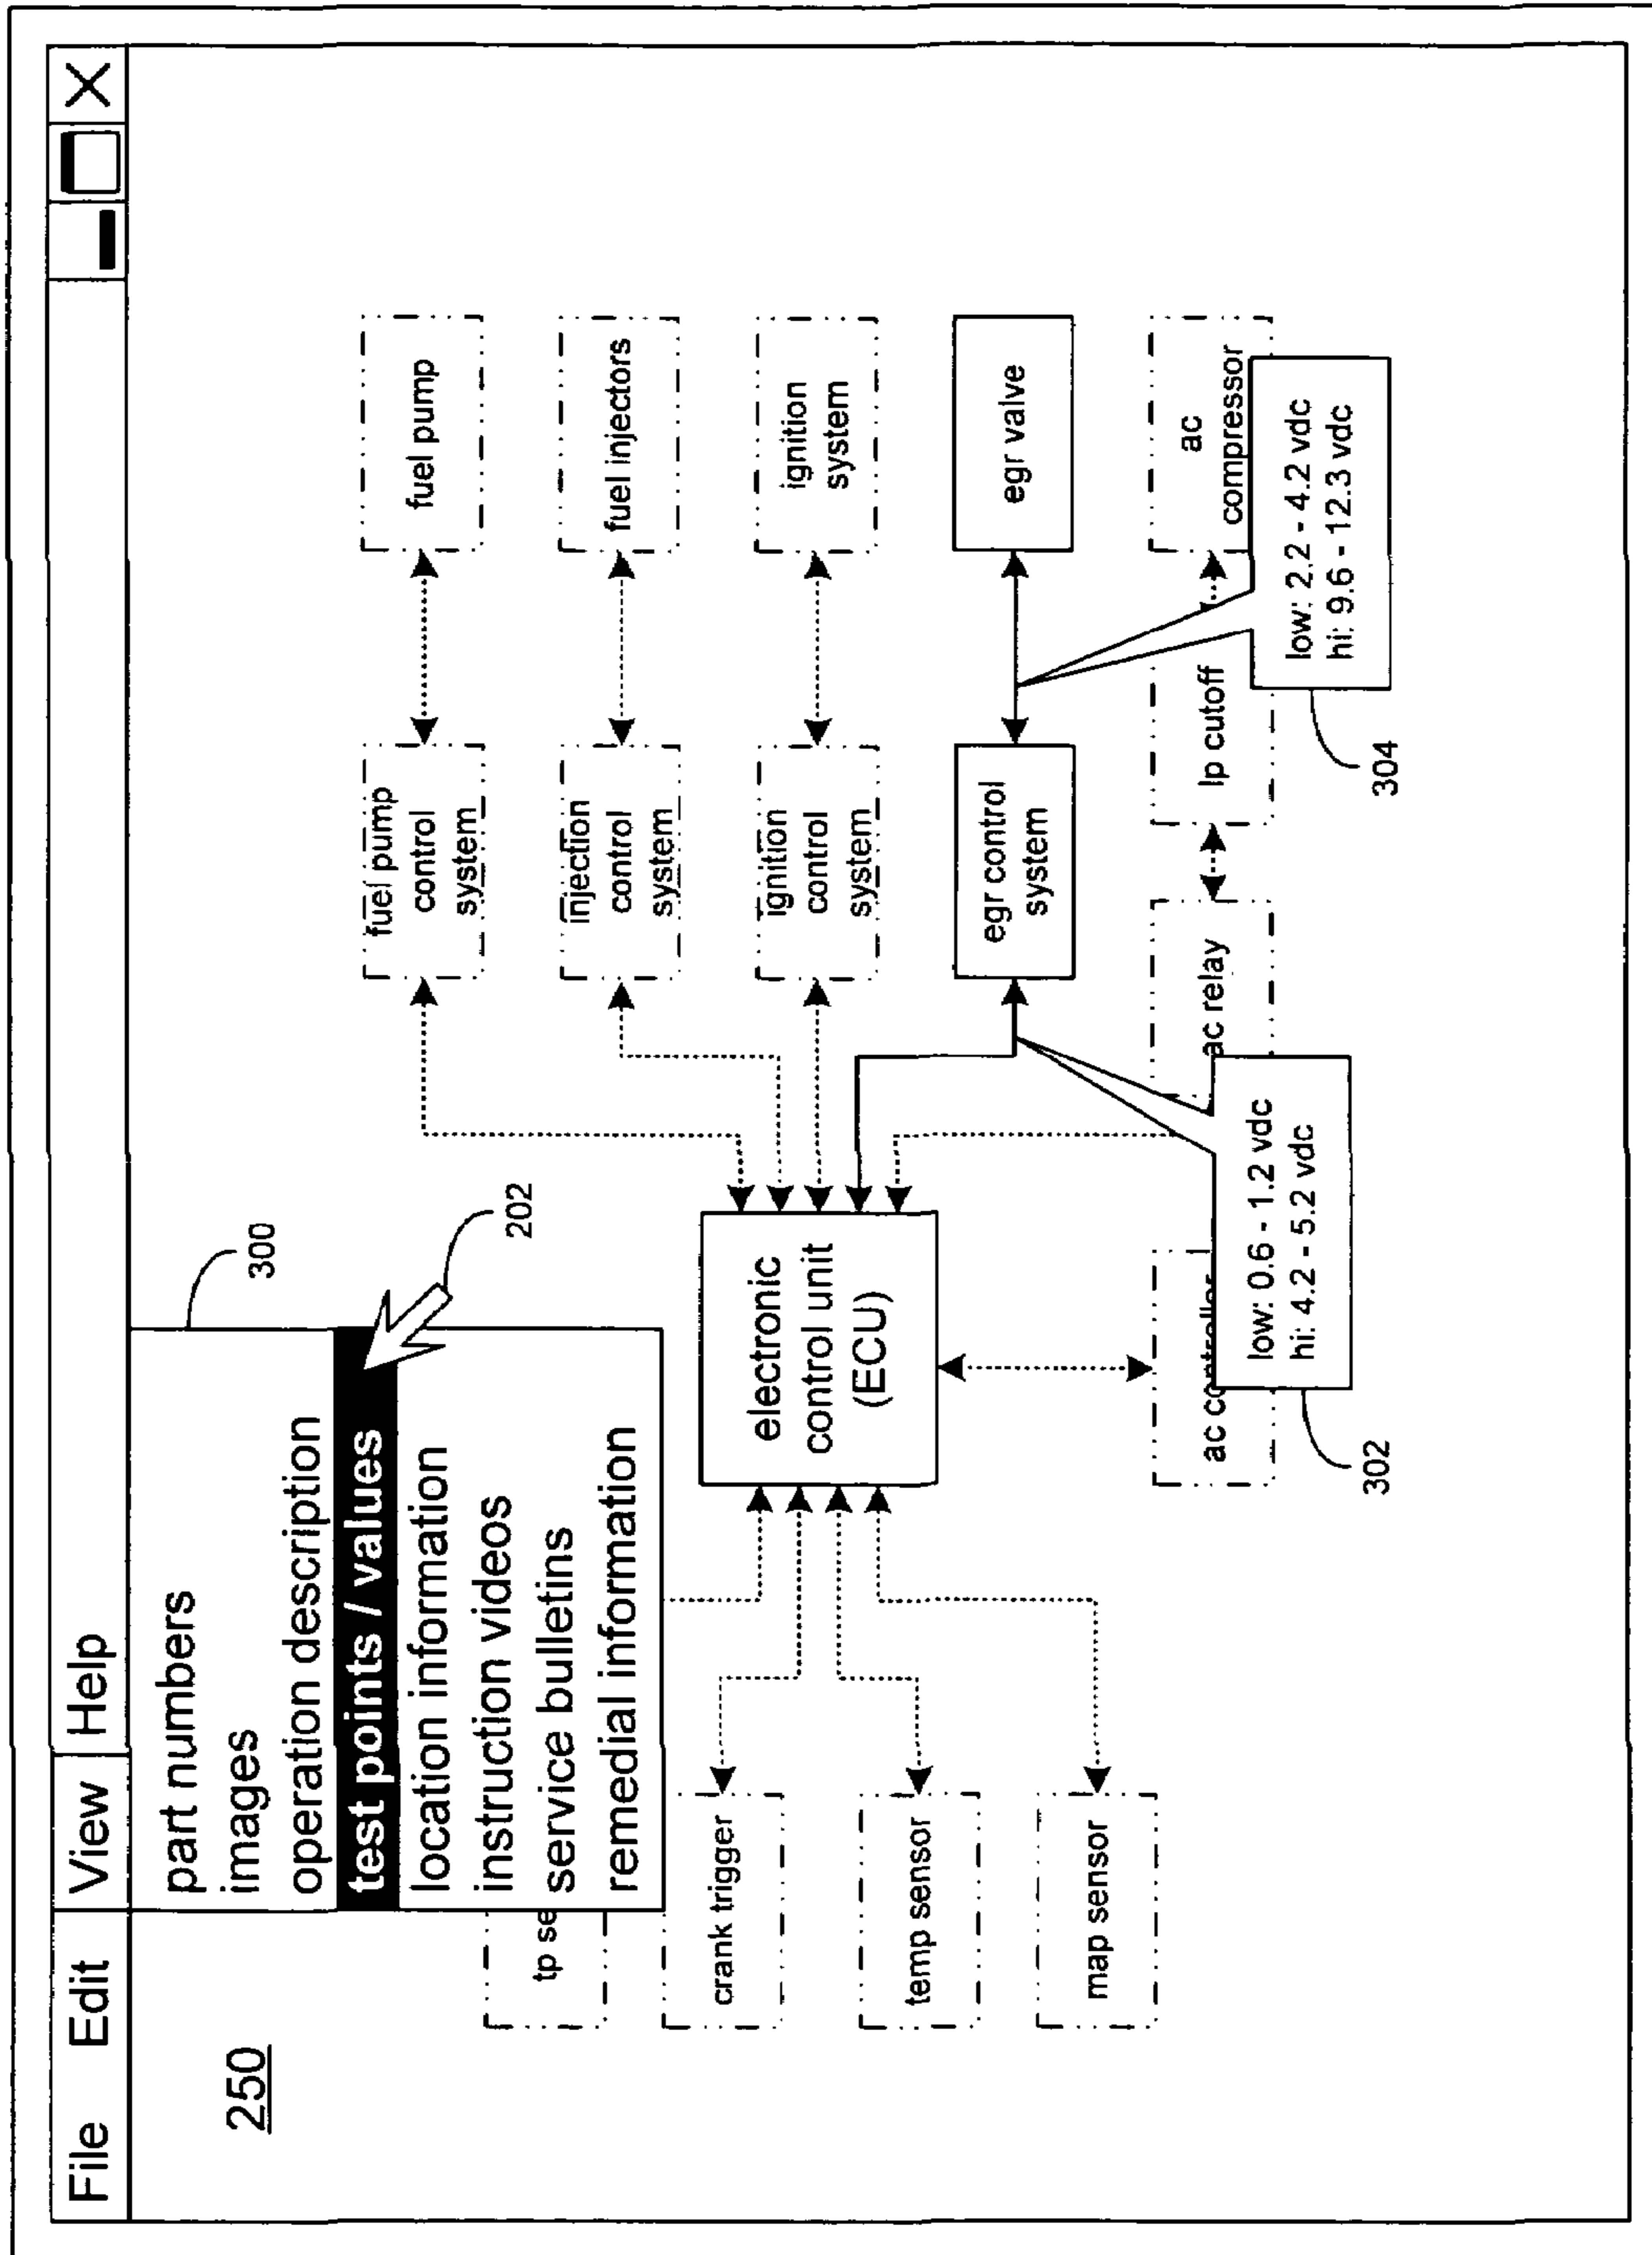 File Edit View Help
250
part numbers
images
operation description
test points / values
location information
instruction videos
service bulletins
remedial information
300
202
tp se
crank trigger
temp sensor
map sensor
electronic
control unit
(ECU)
fuel pump
control
system
fuel pump
injection
control
system
fuel injectors
ignition
control
system
ignition
system
egr control
system
egr valve
ac controller
ac relay
lp cutoff
ac
compressor
low: 0.6 - 1.2 vdc
hi: 4.2 - 5.2 vdc
302
low: 2.2 - 4.2 vdc
hi: 9.6 - 12.3 vdc
304